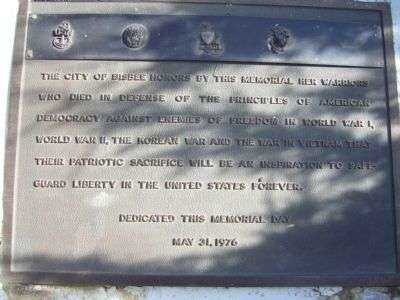 THE CITY OF BISBEE HONORS BY THIS MEMORIAL HER WARRIORS
WHO DIED IN DEFENSE OF THE PRINCIPLES OF AMERICAN
DEMOCRACY AGAINST ENEMIES OF FREEDOM IN WORLD WAR I,
WORLD WAR II, THE KOREAN WAR AND THE WAR IN VIETNAM THAT
THEIR PATRIOTIC SACRIFICE WILL BE AN INSPIRATION TO SAFE-
GUARD LIBERTY IN THE UNITED STATES FOREVER.
DEDICATED THIS MEMORIAL DAY
MAY 31, 1976